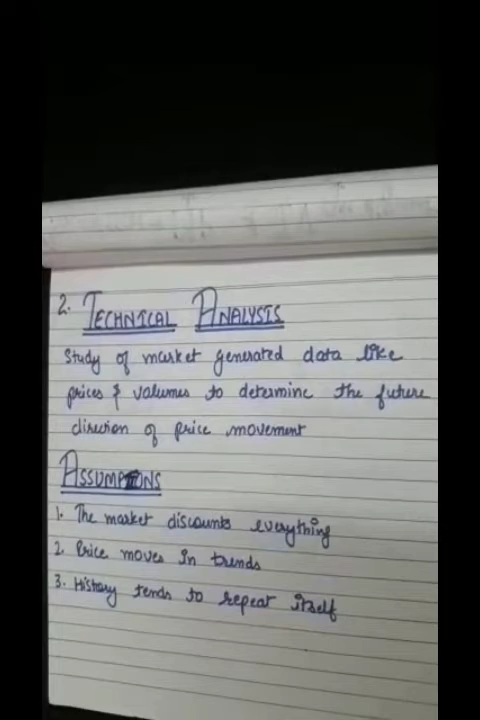 2. TECHNICAL ANALYSIS
Study of market generated data like
prices & volumes to determine the future
direction of price movement
ASSUMPTIONS
1. The market discounts everything
2. Price moves in trends
3. History tends to repeat itself